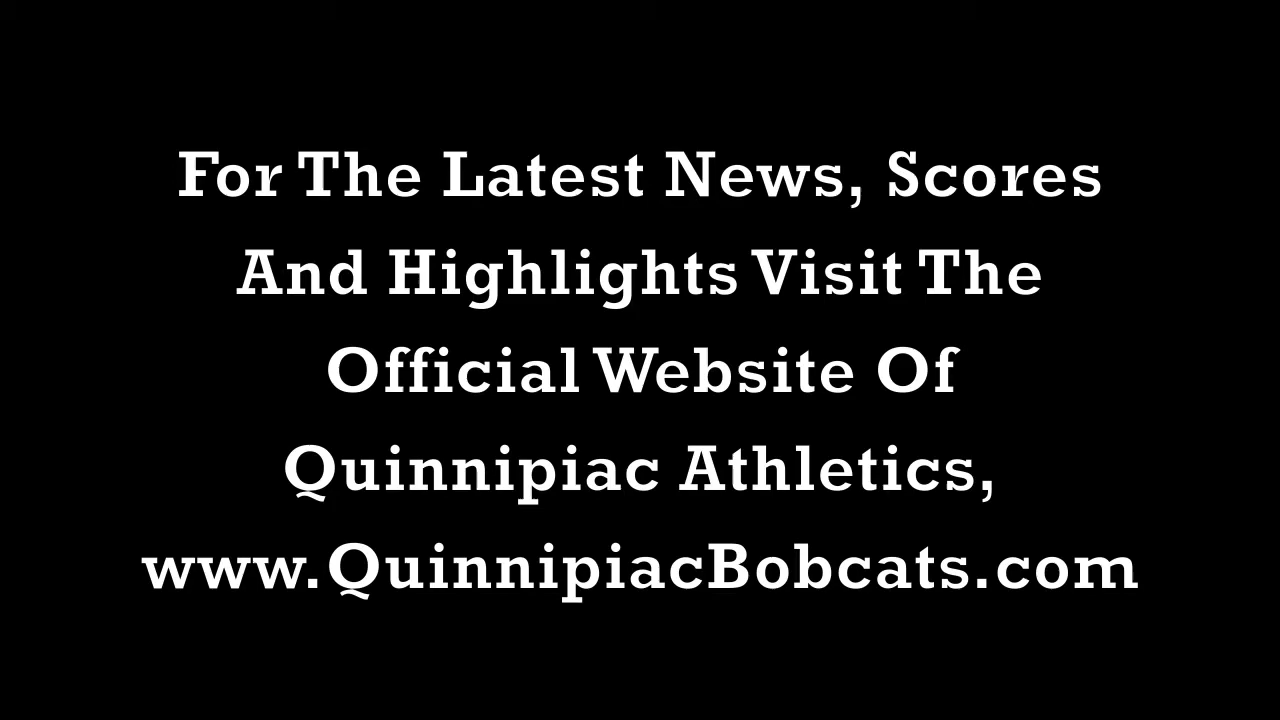 For The Latest News, Scores
And Highlights Visit The
Official Website Of
Quinnipiac Athletics,
www.QuinnipiacBobcats.com